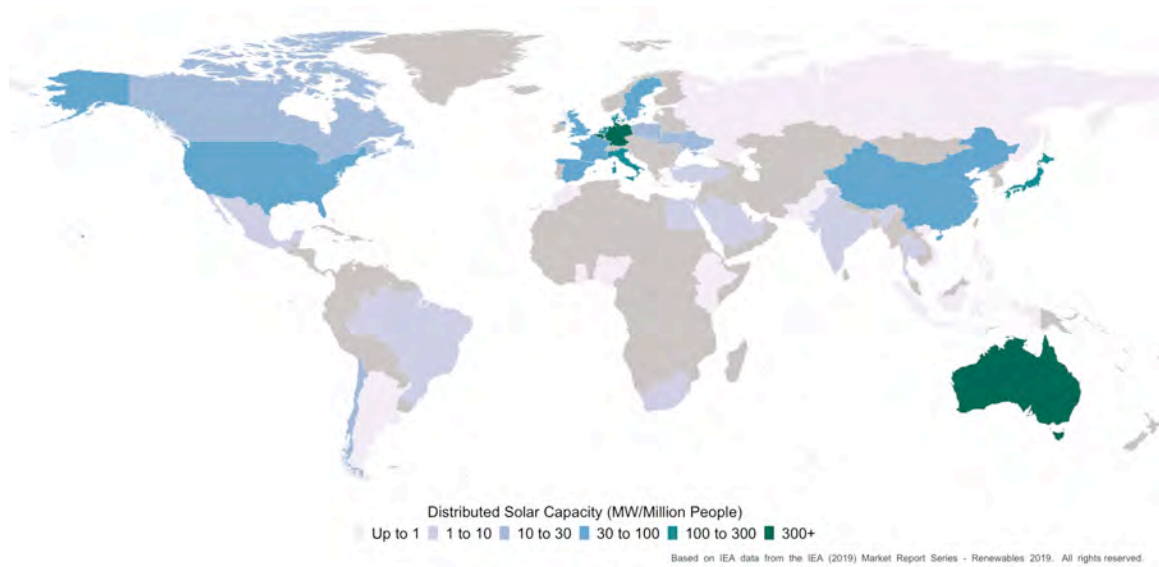 Distributed Solar Capacity (MW/Million People)
Up to 1 1 to 10 10 to 30 30 to 100 100 to 300 300+
Based on IEA data from the IEA (2019) Market Report Series - Renewables 2019. All rights reserved.